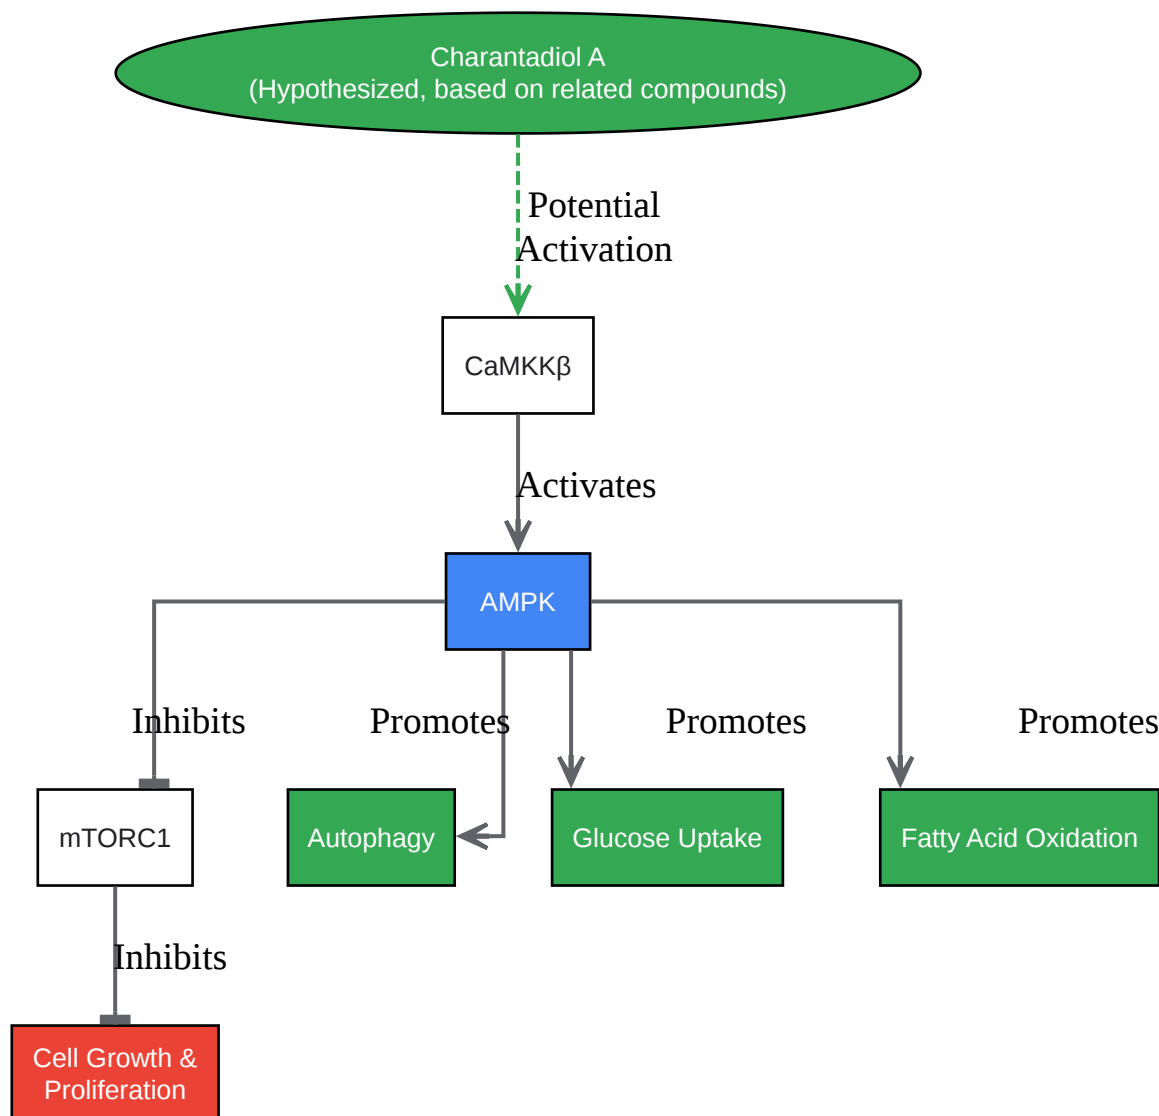 Charantadiol A
(Hypothesized, based on related compounds)
Potential
Activation
CaMKKβ
Activates
AMPK
Inhibits
Promotes
Promotes
Promotes
mTORC1
Autophagy
Glucose Uptake
Fatty Acid Oxidation
Inhibits
Cell Growth &
Proliferation